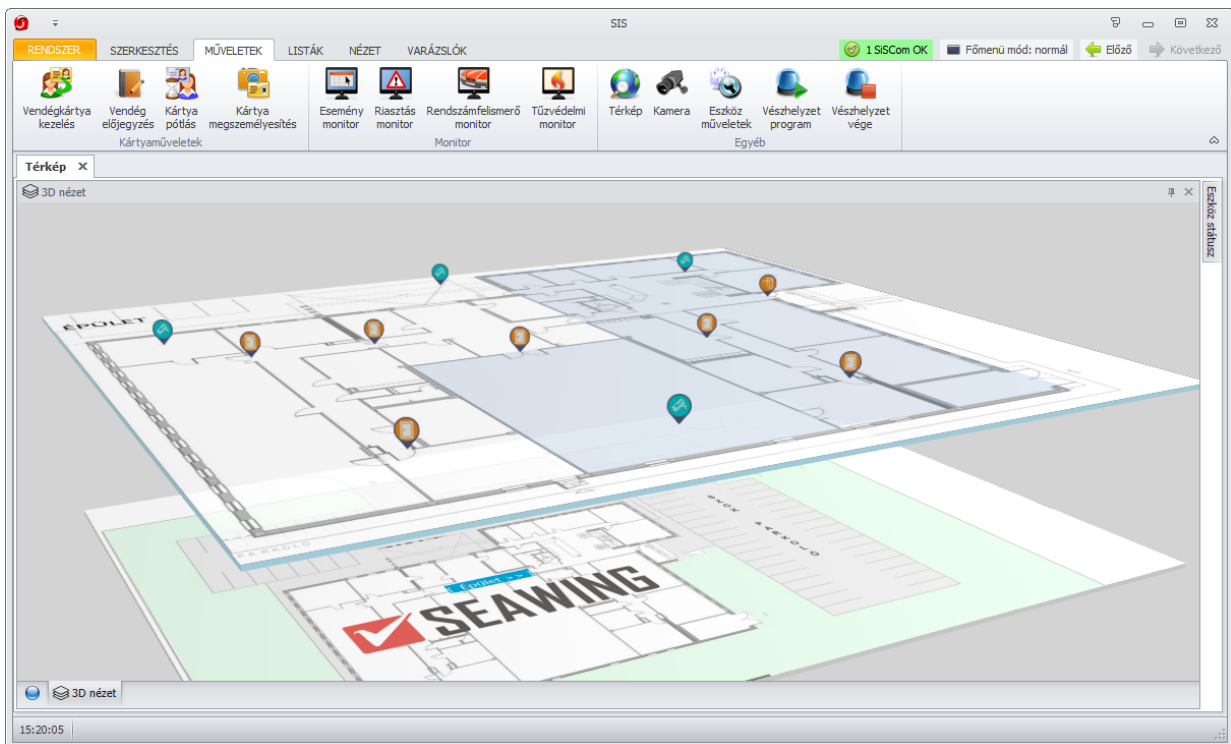 SIS
RENDSZER SZERKESZTÉS MŰVELETEK LISTÁK NÉZET VARÁZSLÓK 1 SiSCom OK Főmenü mód: normál Előző Következő
Vendégkártya kezelés
Vendég előjegyzés
Kártya pótlás
Kártya megszemélyesítés
Esemény monitor
Riasztás monitor
Rendszámfelismerő monitor
Tűzvédelmi monitor
Térkép
Kamera
Eszköz műveletek
Vészhelyzet program
Vészhelyzet vége
Kártyaműveletek Monitor Egyéb
Térkép
3D nézet
Eszköz státusz
ÉPÜLET
PARKOLÓ
PARKOLÓ
Épület >>
SEAWING
3D nézet
15:20:05